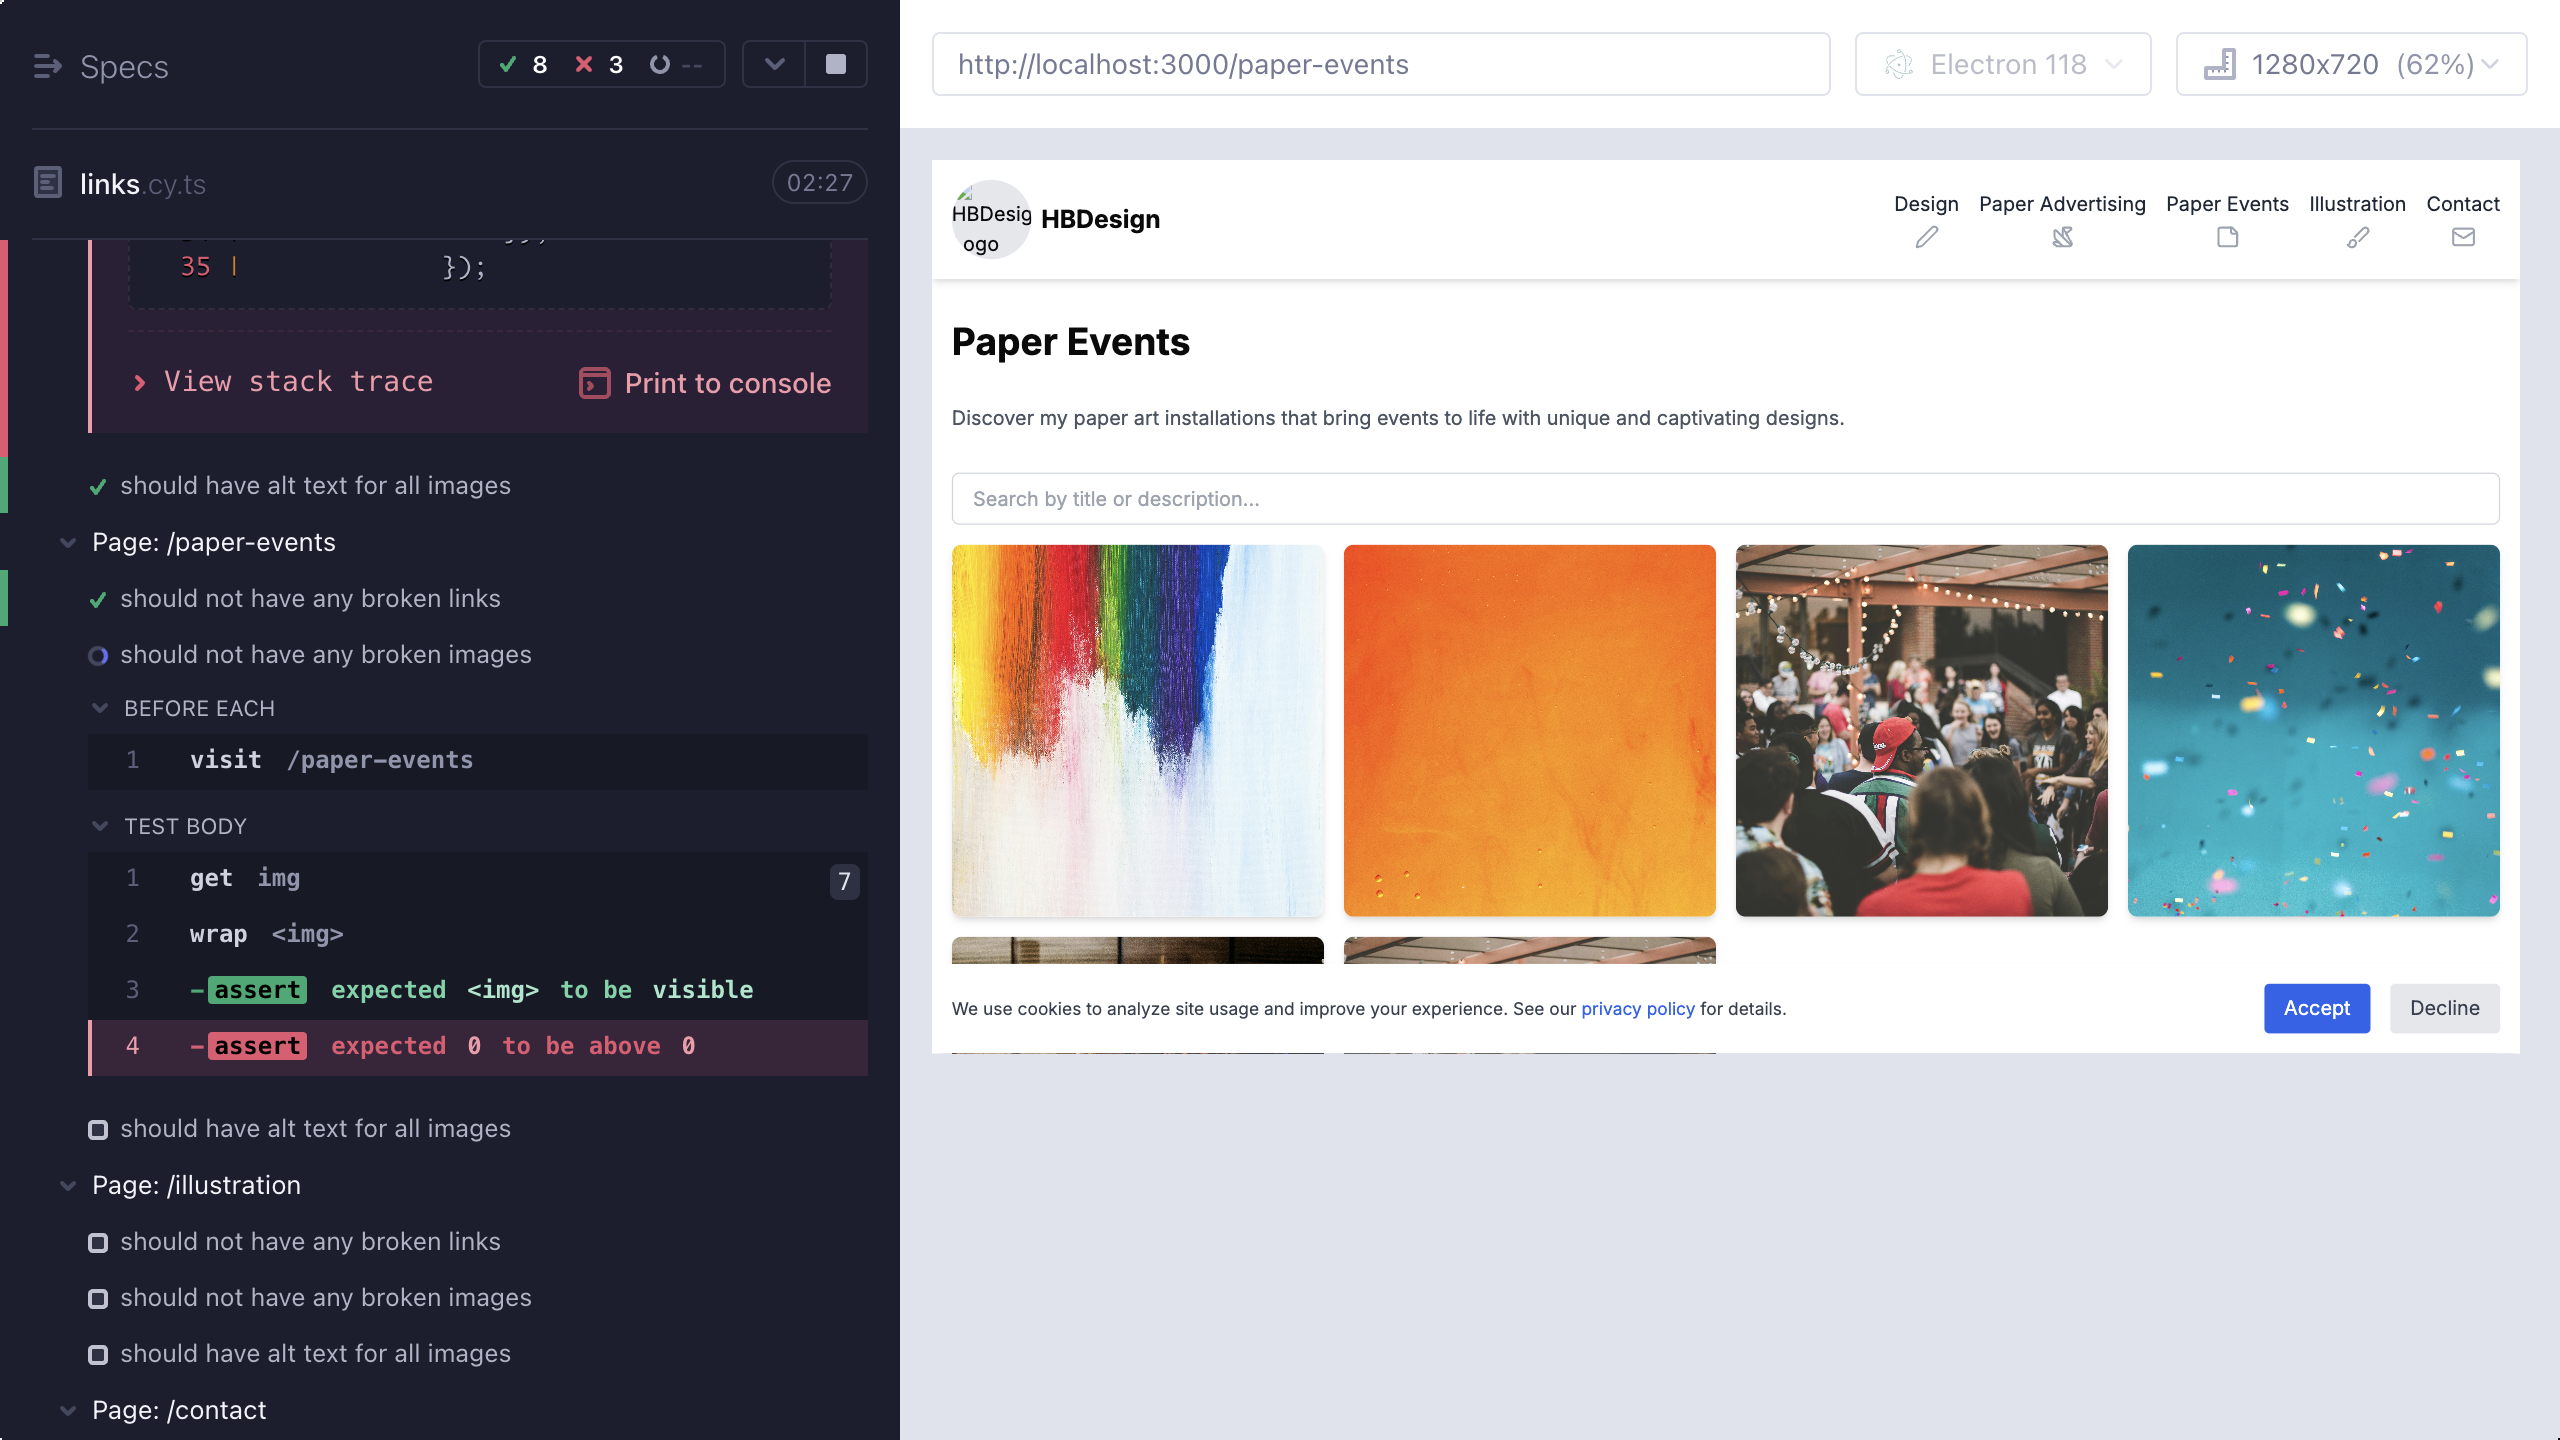 Specs
8 3 --
links.cy.ts
02:27
35 | });
View stack trace
Print to console
should have alt text for all images
Page: /paper-events
should not have any broken links
should not have any broken images
BEFORE EACH
1 visit /paper-events
TEST BODY
1 get img 7
2 wrap <img>
3 -assert expected <img> to be visible
4 -assert expected 0 to be above 0
should have alt text for all images
Page: /illustration
should not have any broken links
should not have any broken images
should have alt text for all images
Page: /contact
http://localhost:3000/paper-events
Electron 118
1280x720 (62%)
HBDesig
ogo
HBDesign
Design Paper Advertising Paper Events Illustration Contact
Paper Events
Discover my paper art installations that bring events to life with unique and captivating designs.
Search by title or description...
We use cookies to analyze site usage and improve your experience. See our privacy policy for details.
Accept
Decline